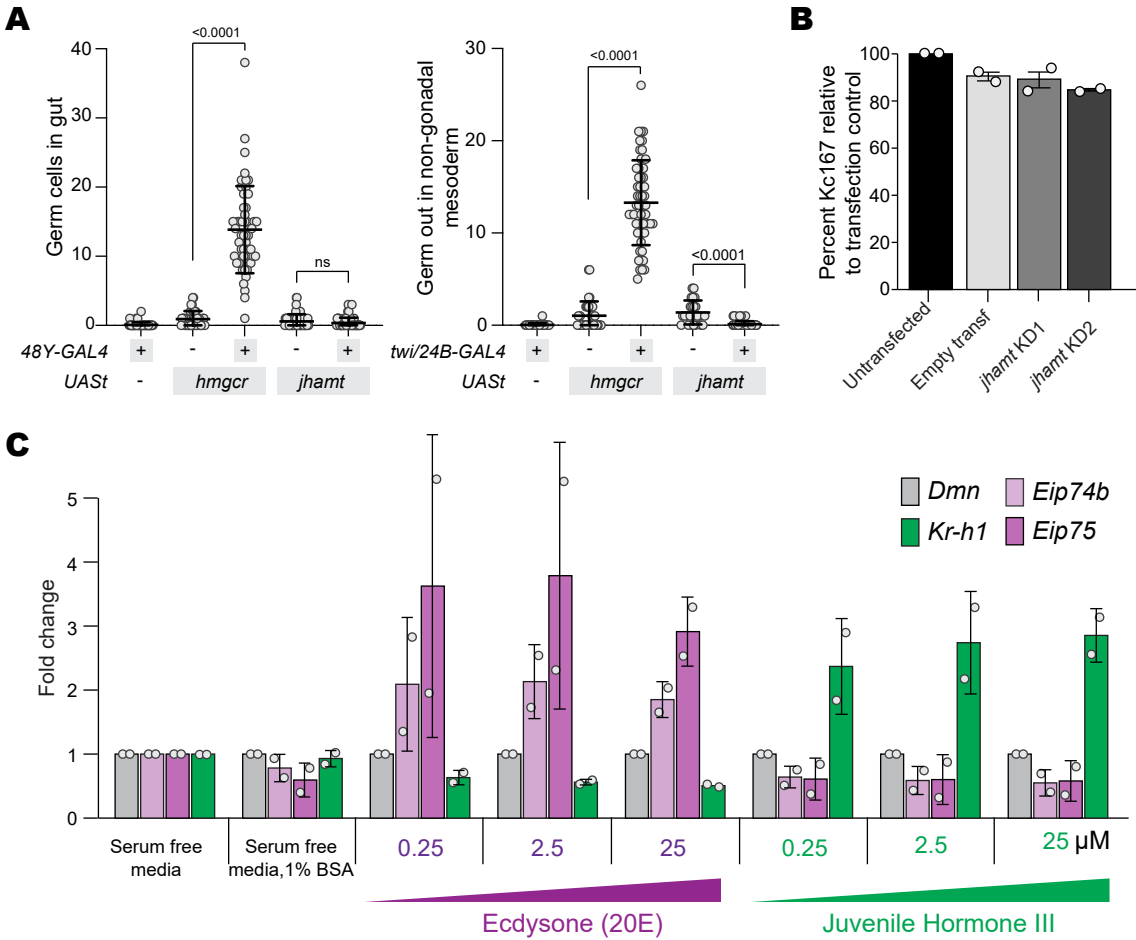 A
Germ cells in gut
40
30
20
10
0
<0.0001
ns
48Y-GAL4
+
-
+
-
+
UASt
-
hmgcr
jhamt
Germ out in non-gonadal
mesoderm
30
20
10
0
<0.0001
<0.0001
twi/24B-GAL4
+
-
+
-
+
UASt
-
hmgcr
jhamt
B
Percent Kc167 relative
to transfection control
100
80
60
40
20
0
Untransfected
Empty transf
jhamt KD1
jhamt KD2
C
Fold change
5
4
3
2
1
0
Dmn
Eip74b
Kr-h1
Eip75
Serum free
media
Serum free
media,1% BSA
0.25
2.5
25
0.25
2.5
25 µM
Ecdysone (20E)
Juvenile Hormone III